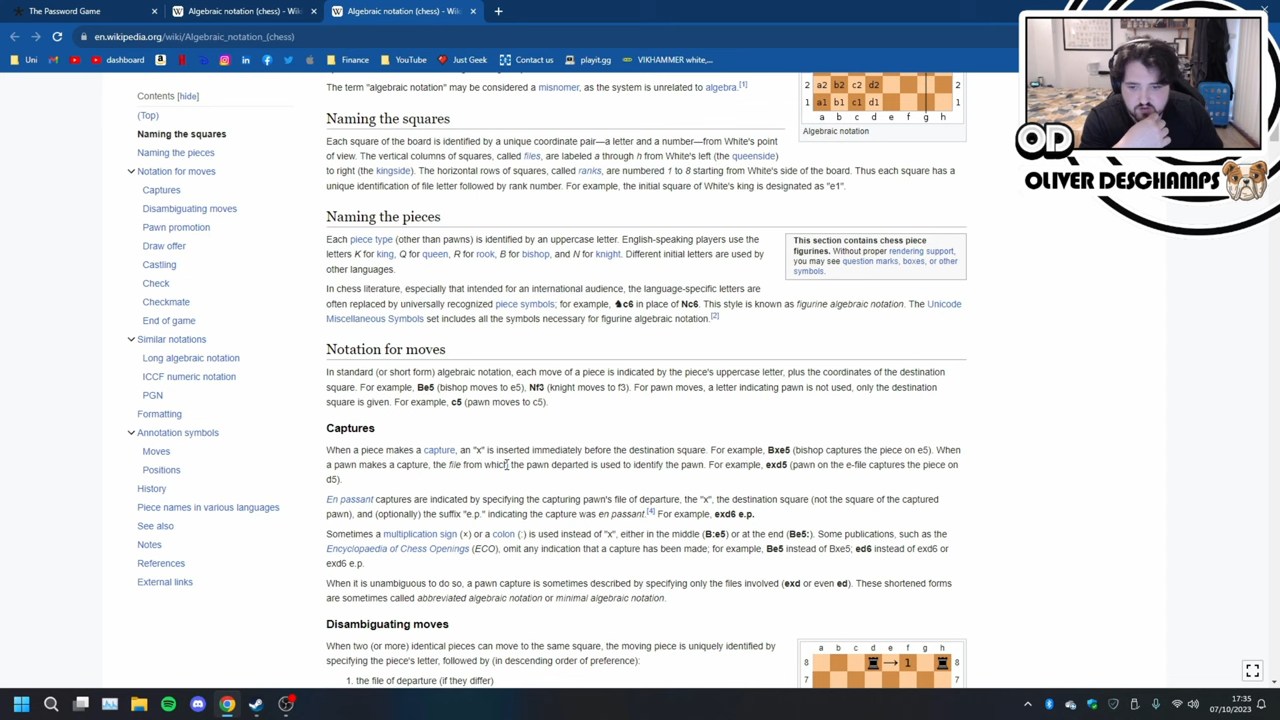 The Password Game
Algebraic notation (chess) - Wiki
Algebraic notation (chess) - Wiki
en.wikipedia.org/wiki/Algebraic_notation_(chess)
Uni
dashboard
Finance
YouTube
Just Geek
Contact us
playit.gg
VIKHAMMER white,...
Contents [hide]
(Top)
Naming the squares
Naming the pieces
Notation for moves
Captures
Disambiguating moves
Pawn promotion
Draw offer
Castling
Check
Checkmate
End of game
Similar notations
Long algebraic notation
ICCF numeric notation
PGN
Formatting
Annotation symbols
Moves
Positions
History
Piece names in various languages
See also
Notes
References
External links
The term "algebraic notation" may be considered a misnomer, as the system is unrelated to algebra.[1]
2 a2 b2 c2 d2 2
1 a1 b1 c1 d1 1
a b c d e f g h
Algebraic notation
Naming the squares
Each square of the board is identified by a unique coordinate pair—a letter and a number—from White's point
of view. The vertical columns of squares, called files, are labeled a through h from White's left (the queenside)
to right (the kingside). The horizontal rows of squares, called ranks, are numbered 1 to 8 starting from White's side of the board. Thus each square has a
unique identification of file letter followed by rank number. For example, the initial square of White's king is designated as "e1".
Naming the pieces
Each piece type (other than pawns) is identified by an uppercase letter. English-speaking players use the
letters K for king, Q for queen, R for rook, B for bishop, and N for knight. Different initial letters are used by
other languages.
This section contains chess piece
figurines. Without proper rendering support,
you may see question marks, boxes, or other
symbols.
In chess literature, especially that intended for an international audience, the language-specific letters are
often replaced by universally recognized piece symbols; for example, ♞c6 in place of Nc6. This style is known as figurine algebraic notation. The Unicode
Miscellaneous Symbols set includes all the symbols necessary for figurine algebraic notation.[2]
Notation for moves
In standard (or short form) algebraic notation, each move of a piece is indicated by the piece's uppercase letter, plus the coordinates of the destination
square. For example, Be5 (bishop moves to e5), Nf3 (knight moves to f3). For pawn moves, a letter indicating pawn is not used, only the destination
square is given. For example, c5 (pawn moves to c5).
Captures
When a piece makes a capture, an "x" is inserted immediately before the destination square. For example, Bxe5 (bishop captures the piece on e5). When
a pawn makes a capture, the file from which the pawn departed is used to identify the pawn. For example, exd5 (pawn on the e-file captures the piece on
d5).
En passant captures are indicated by specifying the capturing pawn's file of departure, the "x", the destination square (not the square of the captured
pawn), and (optionally) the suffix "e.p." indicating the capture was en passant.[4] For example, exd6 e.p.
Sometimes a multiplication sign (×) or a colon (:) is used instead of "x", either in the middle (B:e5) or at the end (Be5:). Some publications, such as the
Encyclopaedia of Chess Openings (ECO), omit any indication that a capture has been made; for example, Be5 instead of Bxe5; ed6 instead of exd6 or
exd6 e.p.
When it is unambiguous to do so, a pawn capture is sometimes described by specifying only the files involved (exd or even ed). These shortened forms
are sometimes called abbreviated algebraic notation or minimal algebraic notation.
Disambiguating moves
When two (or more) identical pieces can move to the same square, the moving piece is uniquely identified by
specifying the piece's letter, followed by (in descending order of preference):
1. the file of departure (if they differ)
a b c d e f g h
8 1 8
7 7
OD
OLIVER DESCHAMPS
17:35
07/10/2023